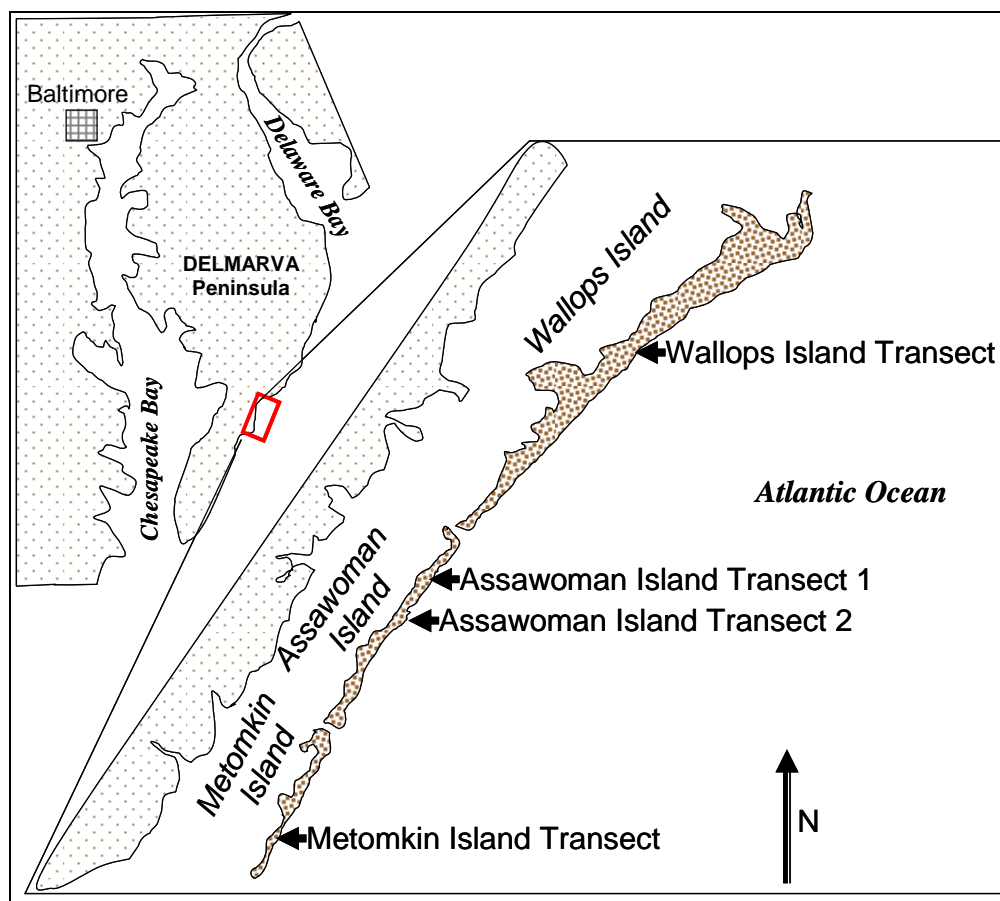 Baltimore
Delaware Bay
DELMARVA
Peninsula
Chesapeake Bay
Wallops Island
Wallops Island Transect
Atlantic Ocean
Assawoman
Island
Assawoman Island Transect 1
Assawoman Island Transect 2
Metomkin
Island
Metomkin Island Transect
N